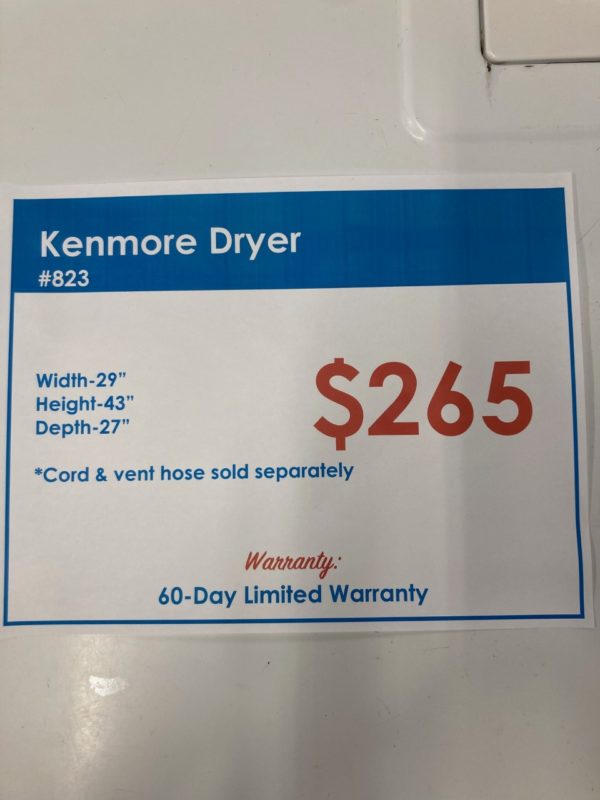 Kenmore Dryer
#823
Width-29”
Height-43”
Depth-27”
$265
*Cord & vent hose sold separately
Warranty:
60-Day Limited Warranty